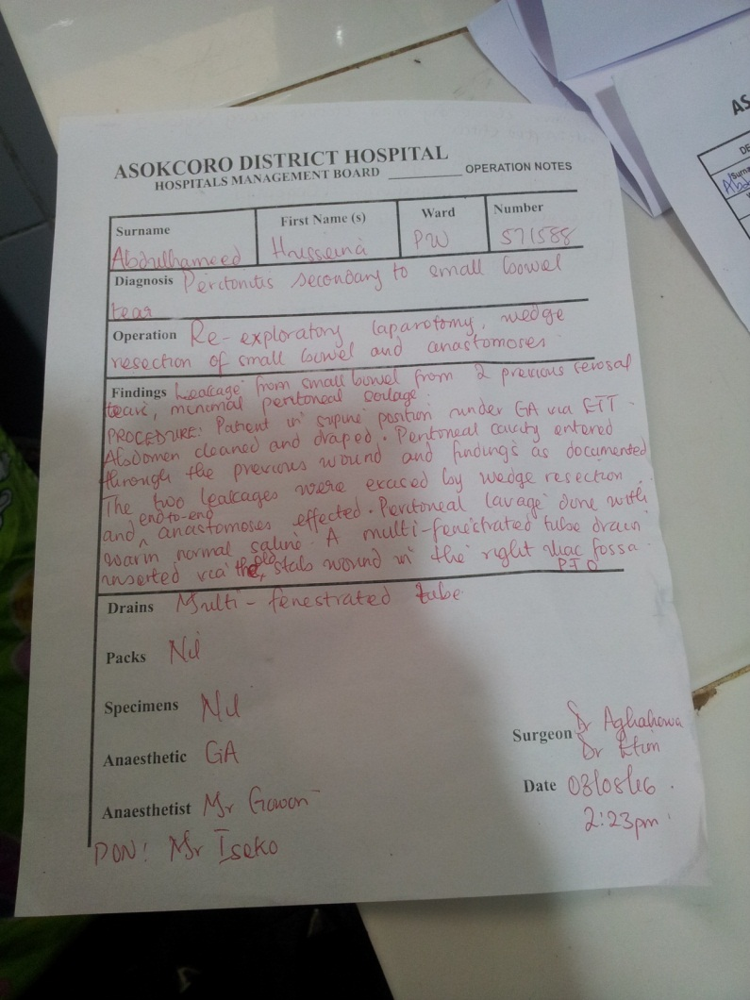 ASOKCORO DISTRICT HOSPITAL
HOSPITALS MANAGEMENT BOARD ________ OPERATION NOTES
Surname First Name (s) Ward Number
Abdulhameed Hausseina PW 571588
Diagnosis Peritonitis secondary to small bowel
tear
Operation Re-exploratory laparotomy, wedge
resection of small bowel and anastomoses
Findings Leakage from small bowel from 2 previous serosal
tears, minimal peritoneal soilage.
PROCEDURE: Patient in supine position under GA via ETT.
Abdomen cleaned and draped. Peritoneal cavity entered
through the previous wound and findings as documented
The two leakages were excised by wedge resection
and end-to-end anastomoses effected. Peritoneal lavage done with
warm normal saline. A multi-fenestrated tube drain
inserted via the old stab wound in the right iliac fossa.
PTO
Drains Multi-fenestrated tube
Packs Nil
Specimens Nil
Anaesthetic GA
Anaesthetist Mr Gowon
PON: Mr Iseko
Surgeon Dr Aghahowa
Dr Etim
Date 03/08/16.
2:23pm
AS
DE
Surna
Abd